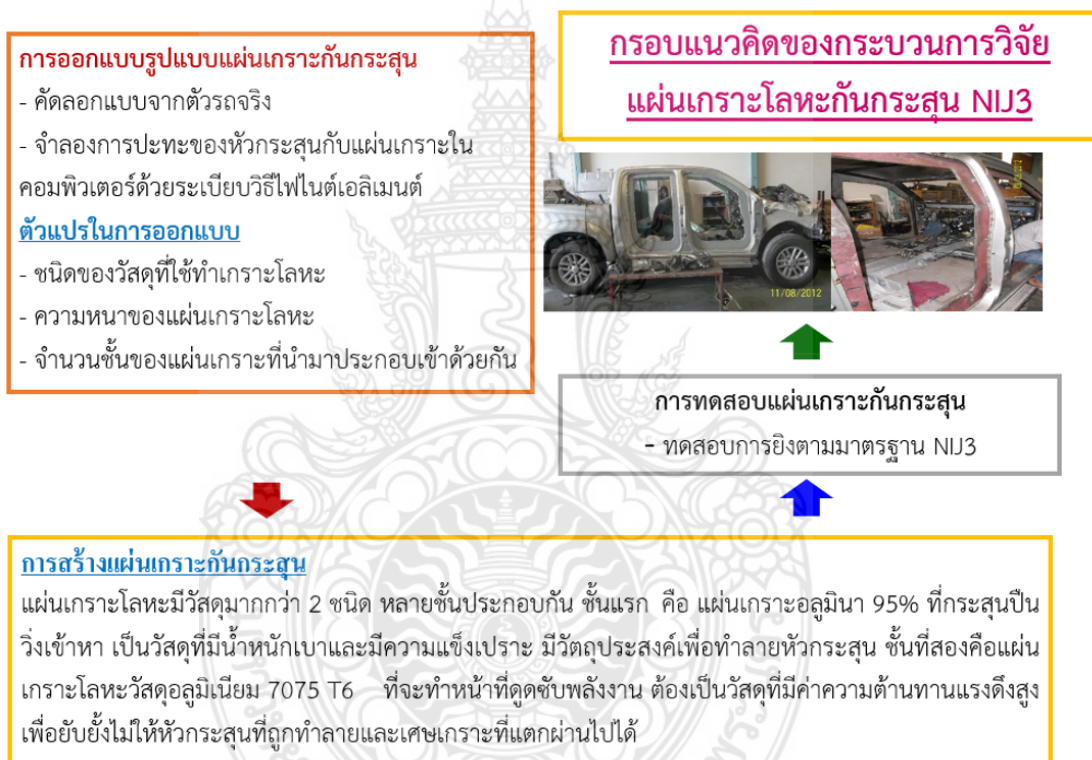 การออกแบบรูปแบบแผ่นเกราะกันกระสุน
- คัดลอกแบบจากตัวรถจริง
- จำลองการปะทะของหัวกระสุนกับแผ่นเกราะใน
คอมพิวเตอร์ด้วยระเบียบวิธีไฟไนต์เอลิเมนต์
ตัวแปรในการออกแบบ
- ชนิดของวัสดุที่ใช้ทำเกราะโลหะ
- ความหนาของแผ่นเกราะโลหะ
- จำนวนชั้นของแผ่นเกราะที่นำมาประกอบเข้าด้วยกัน
กรอบแนวคิดของกระบวนการวิจัย
แผ่นเกราะโลหะกันกระสุน NIJ3
11/08/2012
การทดสอบแผ่นเกราะกันกระสุน
- ทดสอบการยิงตามมาตรฐาน NIJ3
การสร้างแผ่นเกราะกันกระสุน
แผ่นเกราะโลหะมีวัสดุมากกว่า 2 ชนิด หลายชั้นประกอบกัน ชั้นแรก คือ แผ่นเกราะอลูมินา 95% ที่กระสุนปืน
วิ่งเข้าหา เป็นวัสดุที่มีน้ำหนักเบาและมีความแข็งเปราะ มีวัตถุประสงค์เพื่อทำลายหัวกระสุน ชั้นที่สองคือแผ่น
เกราะโลหะวัสดุอลูมิเนียม 7075 T6 ที่จะทำหน้าที่ดูดซับพลังงาน ต้องเป็นวัสดุที่มีค่าความต้านทานแรงดึงสูง
เพื่อยับยั้งไม่ให้หัวกระสุนที่ถูกทำลายและเศษเกราะที่แตกผ่านไปได้